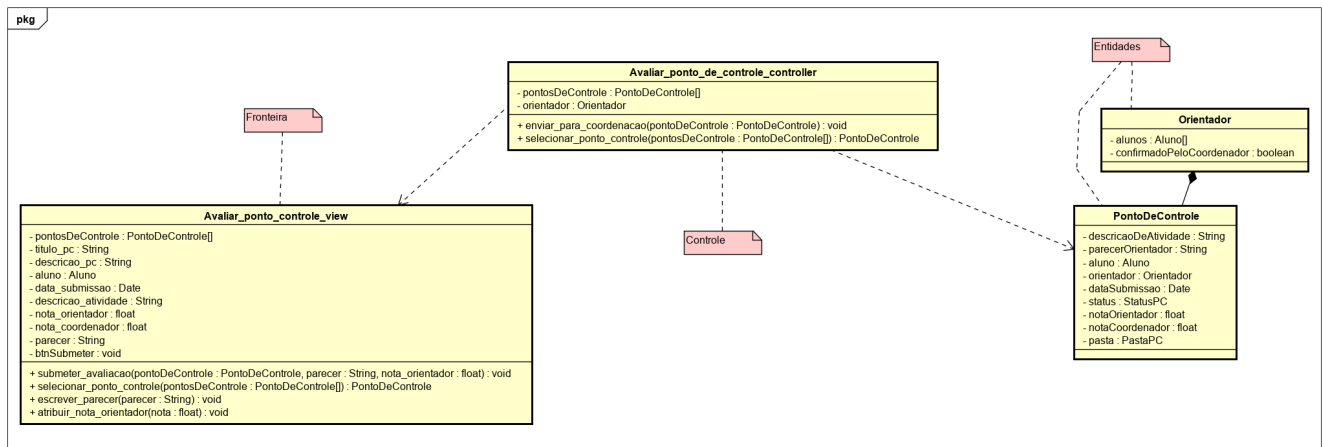 pkg
Fronteira
Avaliar_ponto_de_controle_controller
- pontosDeControle : PontoDeControle[]
- orientador : Orientador
+ enviar_para_coordenacao(pontoDeControle : PontoDeControle) : void
+ selecionar_ponto_controle(pontosDeControle : PontoDeControle[]) : PontoDeControle
Entidades
Orientador
- alunos : Aluno[]
- confirmadoPeloCoordenador : boolean
Avaliar_ponto_controle_view
- pontosDeControle : PontoDeControle[]
- titulo_pc : String
- descricao_pc : String
- aluno : Aluno
- data_submissao : Date
- descricao_atividade : String
- nota_orientador : float
- nota_coordenador : float
- parecer : String
- btnSubmeter : void
+ submeter_avaliacao(pontoDeControle : PontoDeControle, parecer : String, nota_orientador : float) : void
+ selecionar_ponto_controle(pontosDeControle : PontoDeControle[]) : PontoDeControle
+ escrever_parecer(parecer : String) : void
+ atribuir_nota_orientador(nota : float) : void
Controle
PontoDeControle
- descricaoDeAtividade : String
- parecerOrientador : String
- aluno : Aluno
- orientador : Orientador
- dataSubmissao : Date
- status : StatusPC
- notaOrientador : float
- notaCoordenador : float
- pasta : PastaPC